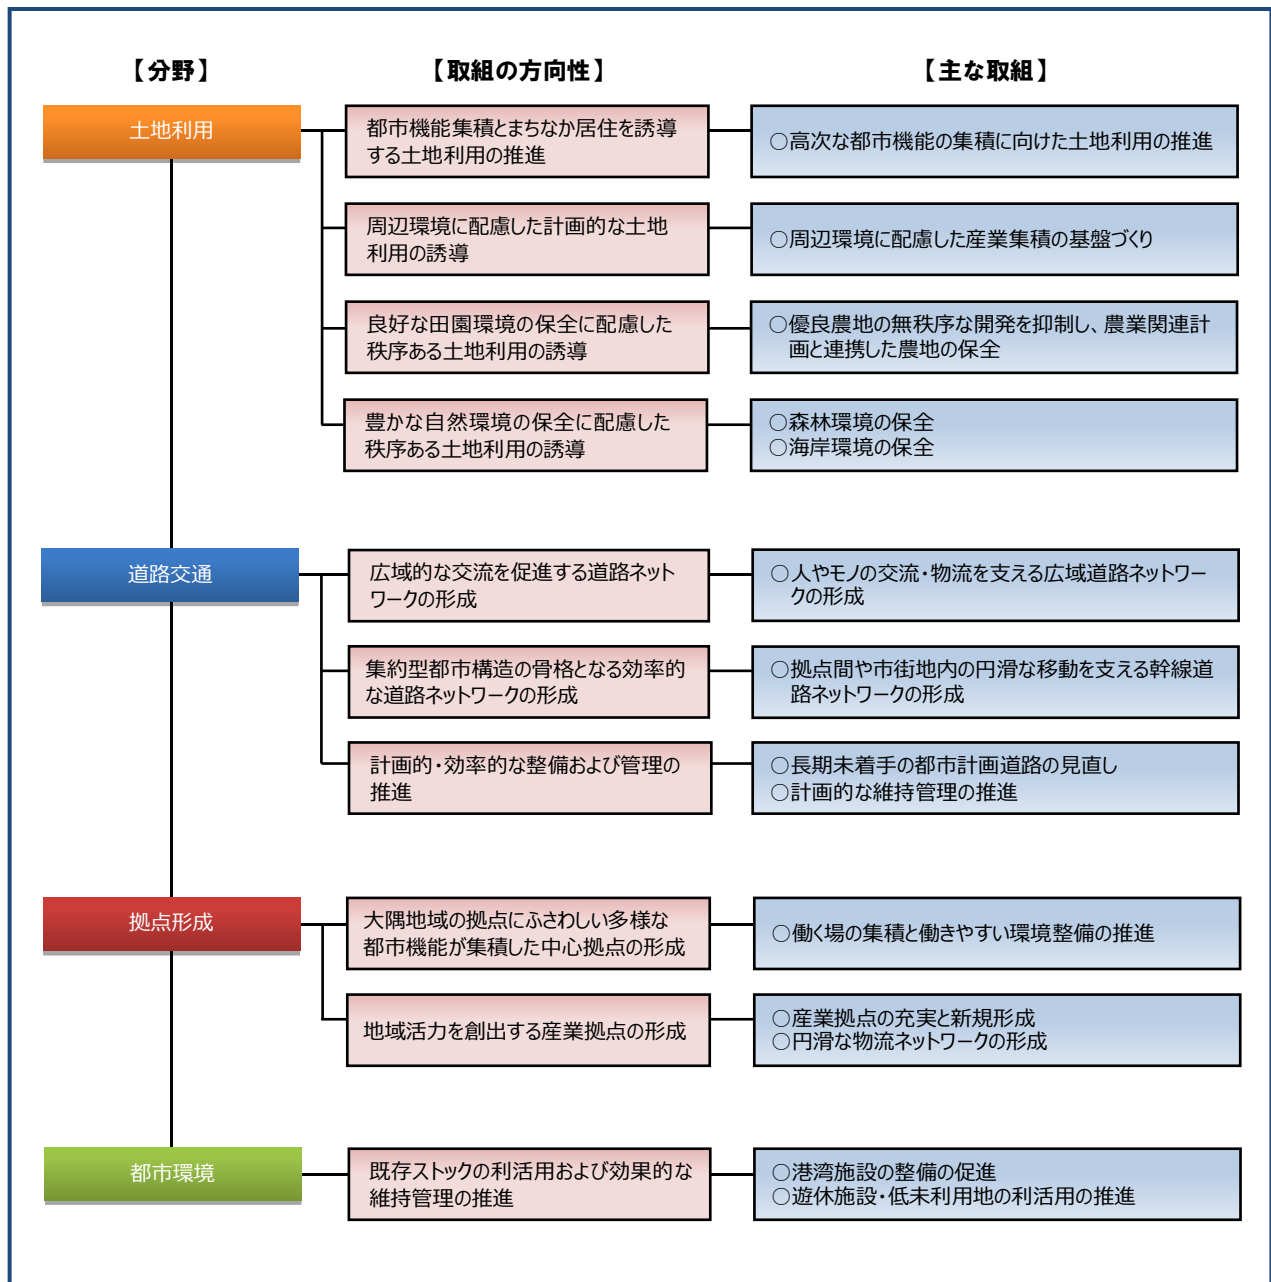 【分野】
【取組の方向性】
【主な取組】
土地利用
都市機能集積とまちなか居住を誘導
する土地利用の推進
○高次な都市機能の集積に向けた土地利用の推進
周辺環境に配慮した計画的な土地
利用の誘導
○周辺環境に配慮した産業集積の基盤づくり
良好な田園環境の保全に配慮した
秩序ある土地利用の誘導
○優良農地の無秩序な開発を抑制し、農業関連計
画と連携した農地の保全
豊かな自然環境の保全に配慮した
秩序ある土地利用の誘導
○森林環境の保全
○海岸環境の保全
道路交通
広域的な交流を促進する道路ネット
ワークの形成
○人やモノの交流・物流を支える広域道路ネットワー
クの形成
集約型都市構造の骨格となる効率的
な道路ネットワークの形成
○拠点間や市街地内の円滑な移動を支える幹線道
路ネットワークの形成
計画的・効率的な整備および管理の
推進
○長期未着手の都市計画道路の見直し
○計画的な維持管理の推進
拠点形成
大隅地域の拠点にふさわしい多様な
都市機能が集積した中心拠点の形成
○働く場の集積と働きやすい環境整備の推進
地域活力を創出する産業拠点の形成
○産業拠点の充実と新規形成
○円滑な物流ネットワークの形成
都市環境
既存ストックの利活用および効果的な
維持管理の推進
○港湾施設の整備の促進
○遊休施設・低未利用地の利活用の推進